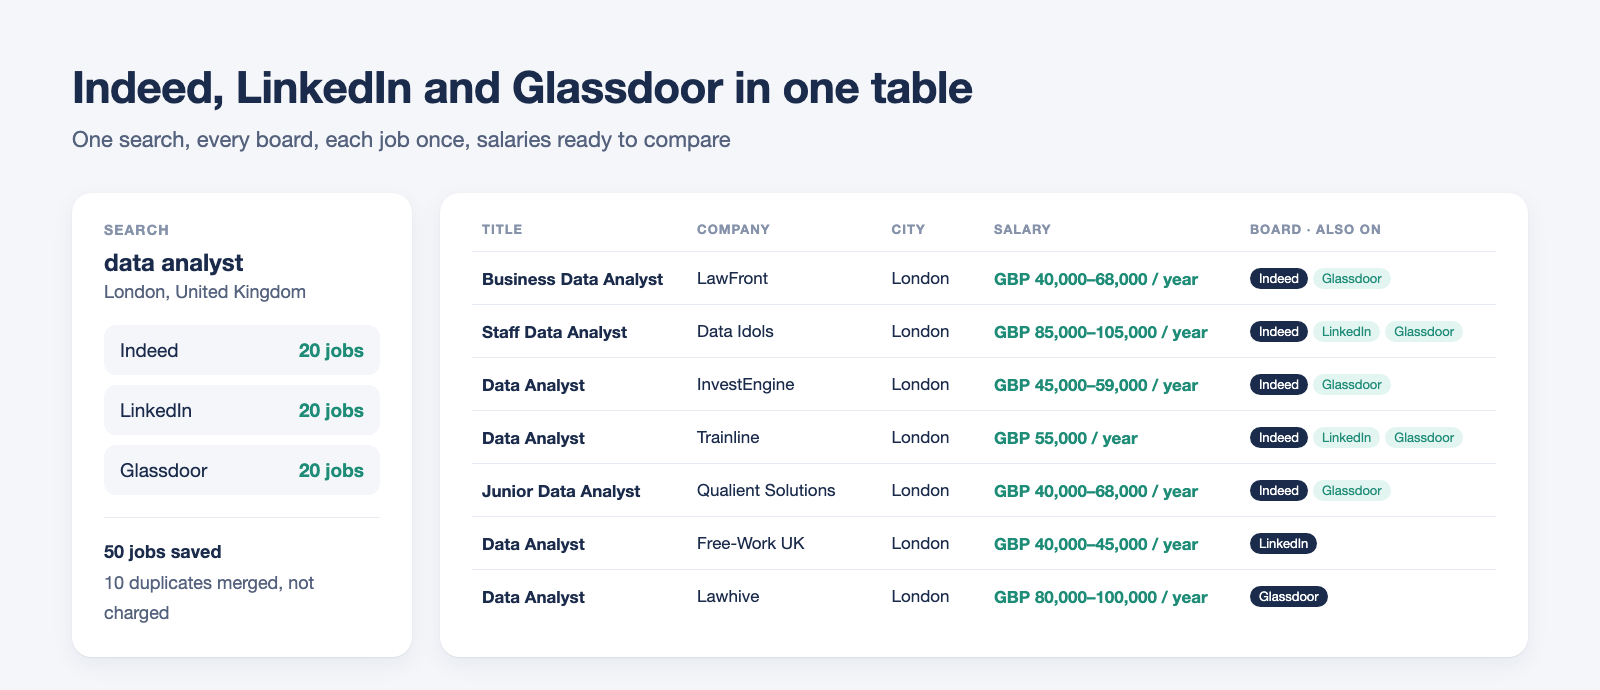 Indeed, LinkedIn and Glassdoor in one table
One search, every board, each job once, salaries ready to compare
SEARCH
data analyst
London, United Kingdom
Indeed 20 jobs
LinkedIn 20 jobs
Glassdoor 20 jobs
50 jobs saved
10 duplicates merged, not
charged
TITLE COMPANY CITY SALARY BOARD · ALSO ON
Business Data Analyst LawFront London GBP 40,000–68,000 / year Indeed Glassdoor
Staff Data Analyst Data Idols London GBP 85,000–105,000 / year Indeed LinkedIn Glassdoor
Data Analyst InvestEngine London GBP 45,000–59,000 / year Indeed Glassdoor
Data Analyst Trainline London GBP 55,000 / year Indeed LinkedIn Glassdoor
Junior Data Analyst Qualient Solutions London GBP 40,000–68,000 / year Indeed Glassdoor
Data Analyst Free-Work UK London GBP 40,000–45,000 / year LinkedIn
Data Analyst Lawhive London GBP 80,000–100,000 / year Glassdoor